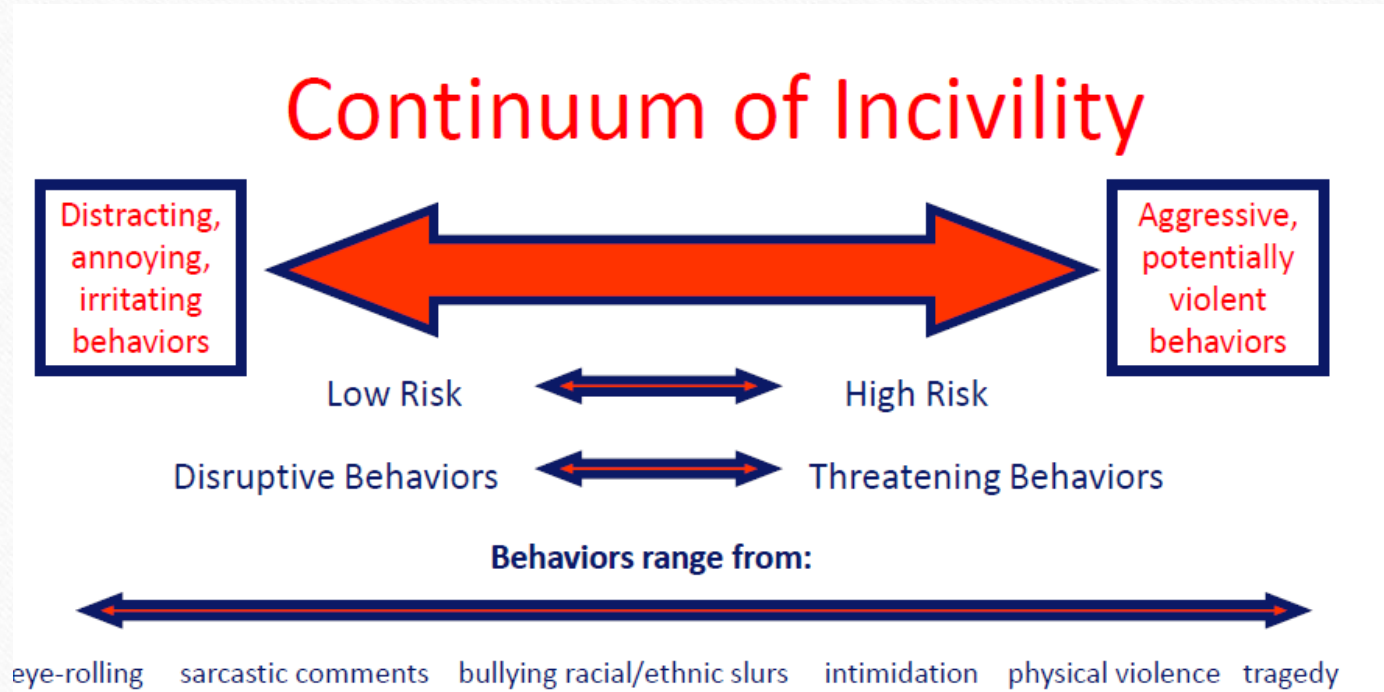 Continuum of Incivility
Distracting,
annoying,
irritating
behaviors
Aggressive,
potentially
violent
behaviors
Low Risk
High Risk
Disruptive Behaviors
Threatening Behaviors
Behaviors range from:
eye-rolling sarcastic comments bullying racial/ethnic slurs intimidation physical violence tragedy